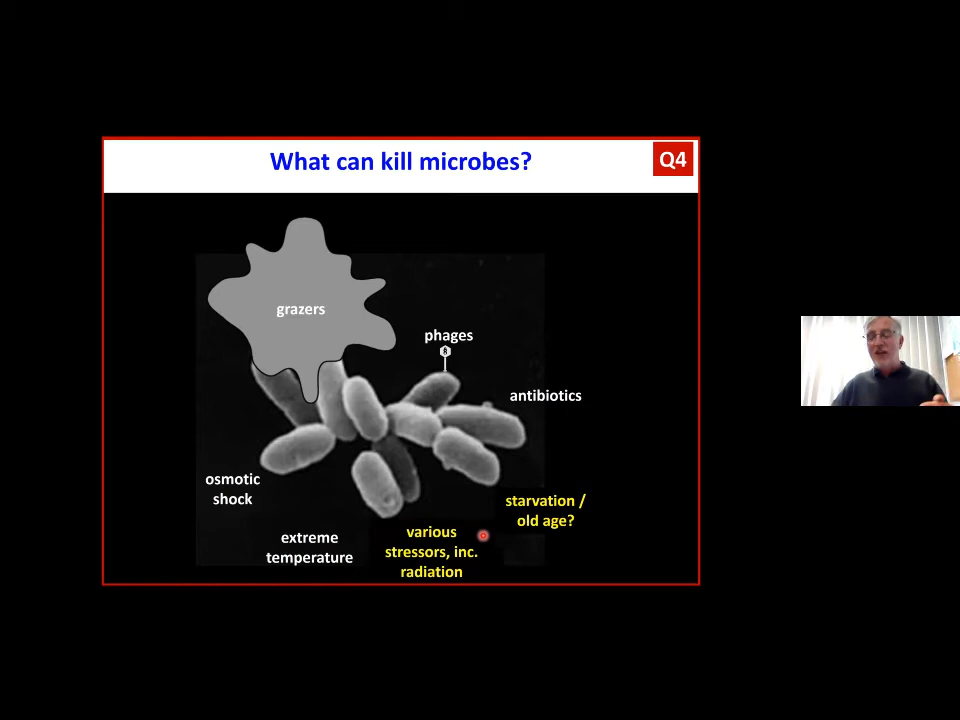 What can kill microbes?
Q4
grazers
phages
antibiotics
osmotic
shock
starvation /
old age?
extreme
temperature
various
stressors, inc.
radiation